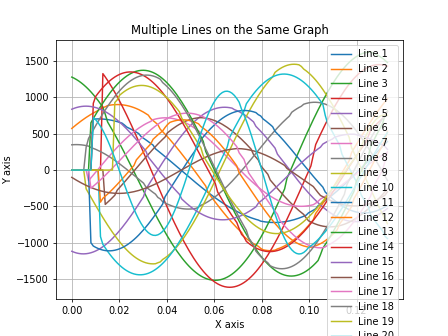 Multiple Lines on the Same Graph
1500
1000
500
0
−500
−1000
−1500
Y axis
0.00
0.02
0.04
0.06
0.08
0.10
X axis
Line 1
Line 2
Line 3
Line 4
Line 5
Line 6
Line 7
Line 8
Line 9
Line 10
Line 11
Line 12
Line 13
Line 14
Line 15
Line 16
Line 17
Line 18
Line 19
Line 20